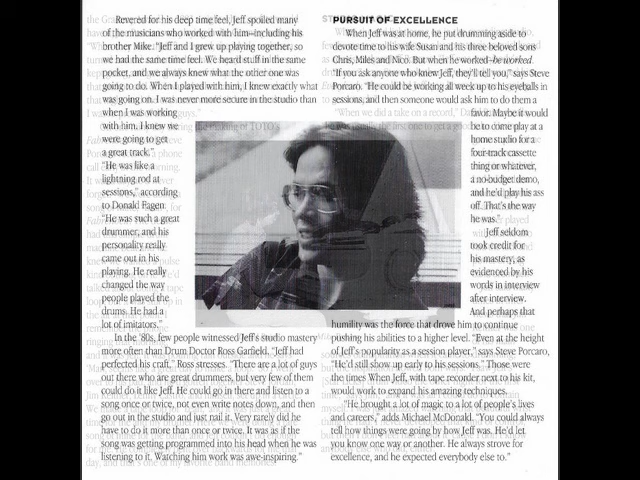 Revered for his deep time feel, Jeff spoiled many
of the musicians who worked with him–including his
brother Mike. "Jeff and I grew up playing together, so
we had the same time feel. We heard stuff in the same
pocket, and we always knew what the other one was
going to do. When I played with him, I knew exactly what
was going on. I was never more secure in the studio than
when I was working
with him. I knew we
were going to get
a great track."
"He was like a
lightning rod at
sessions," according
to Donald Fagen.
"He was such a great
drummer, and his
personality really
came out in his
playing. He really
changed the way
people played the
drums. He had a
lot of imitators."
In the '80s, few people witnessed Jeff's studio mastery
more often than Drum Doctor Ross Garfield. "Jeff had
perfected his craft," Ross stresses. "There are a lot of guys
out there who are great drummers, but very few of them
could do it like Jeff. He could go in there and listen to a
song once or twice, not even write notes down, and then
go out in the studio and just nail it. Very rarely did he
have to do it more than once or twice. It was as if the
song was getting programmed into his head when he was
listening to it. Watching him work was awe-inspiring."
PURSUIT OF EXCELLENCE
When Jeff was at home, he put drumming aside to
devote time to his wife Susan and his three beloved sons
Chris, Miles and Nico. But when he worked–be worked.
"If you ask anyone who knew Jeff, they'll tell you," says Steve
Porcaro. "He could be working all week up to his eyeballs in
sessions, and then someone would ask him to do them a
favor. Maybe it would
be to come play at a
home studio for a
four-track cassette
thing or whatever,
a no-budget demo,
and he'd play his ass
off. That's the way
he was."
Jeff seldom
took credit for
his mastery, as
evidenced by his
words in interview
after interview.
And perhaps that
humility was the force that drove him to continue
pushing his abilities to a higher level. "Even at the height
of Jeff's popularity as a session player," says Steve Porcaro,
"He'd still show up early to his sessions." Those were
the times When Jeff, with tape recorder next to his kit,
would work to expand his amazing techniques.
"He brought a lot of magic to a lot of people's lives
and careers," adds Michael McDonald. "You could always
tell how things were going by how Jeff was. He'd let
you know one way or another. He always strove for
excellence, and he expected everybody else to."